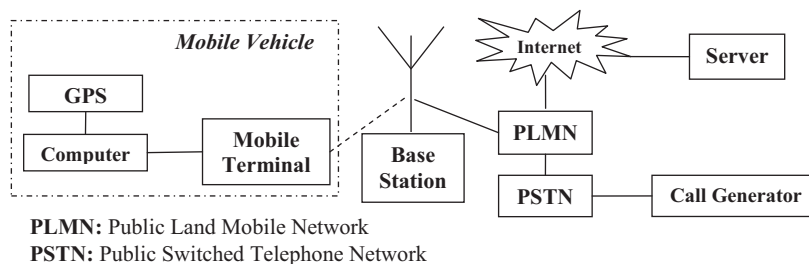 Mobile Vehicle
Internet
Server
GPS
PLMN
Computer
Mobile
Terminal
Base
Station
PSTN
Call Generator
PLMN: Public Land Mobile Network
PSTN: Public Switched Telephone Network